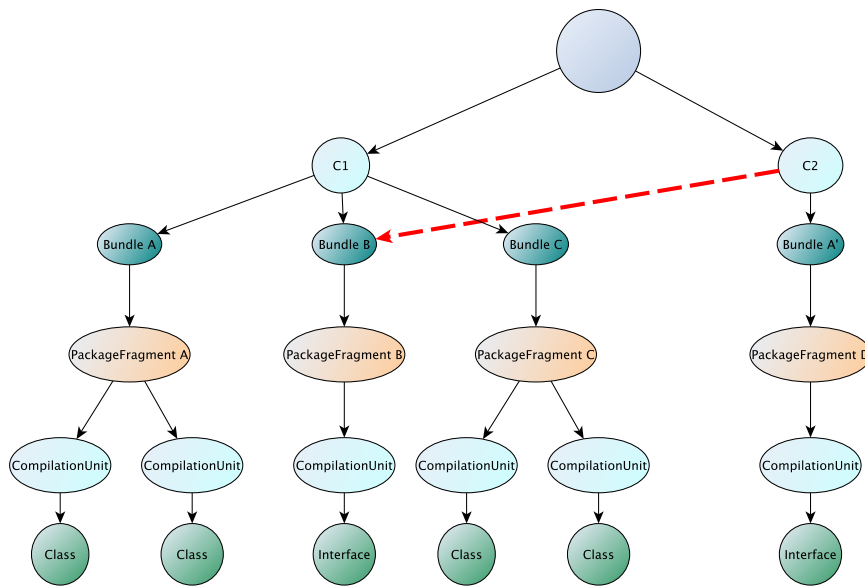 C1
C2
Bundle A
Bundle B
Bundle C
Bundle A'
PackageFragment A
PackageFragment B
PackageFragment C
PackageFragment D
CompilationUnit
CompilationUnit
CompilationUnit
CompilationUnit
CompilationUnit
CompilationUnit
Class
Class
Interface
Class
Class
Interface